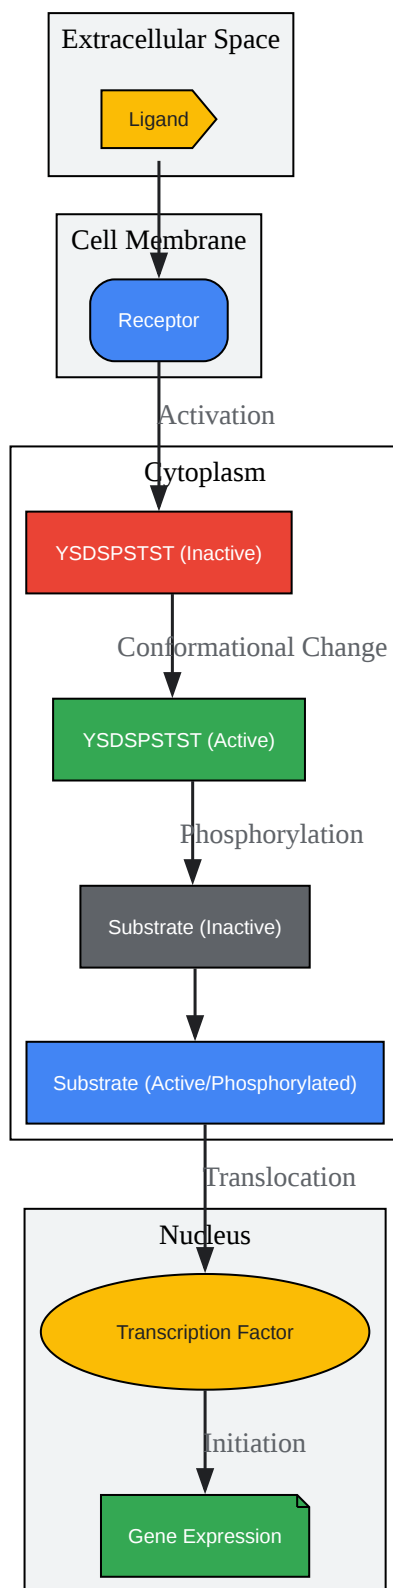 Extracellular Space
Ligand
Cell Membrane
Receptor
Activation
Cytoplasm
YSDSPSTST (Inactive)
Conformational Change
YSDSPSTST (Active)
Phosphorylation
Substrate (Inactive)
Substrate (Active/Phosphorylated)
Translocation
Nucleus
Transcription Factor
Initiation
Gene Expression